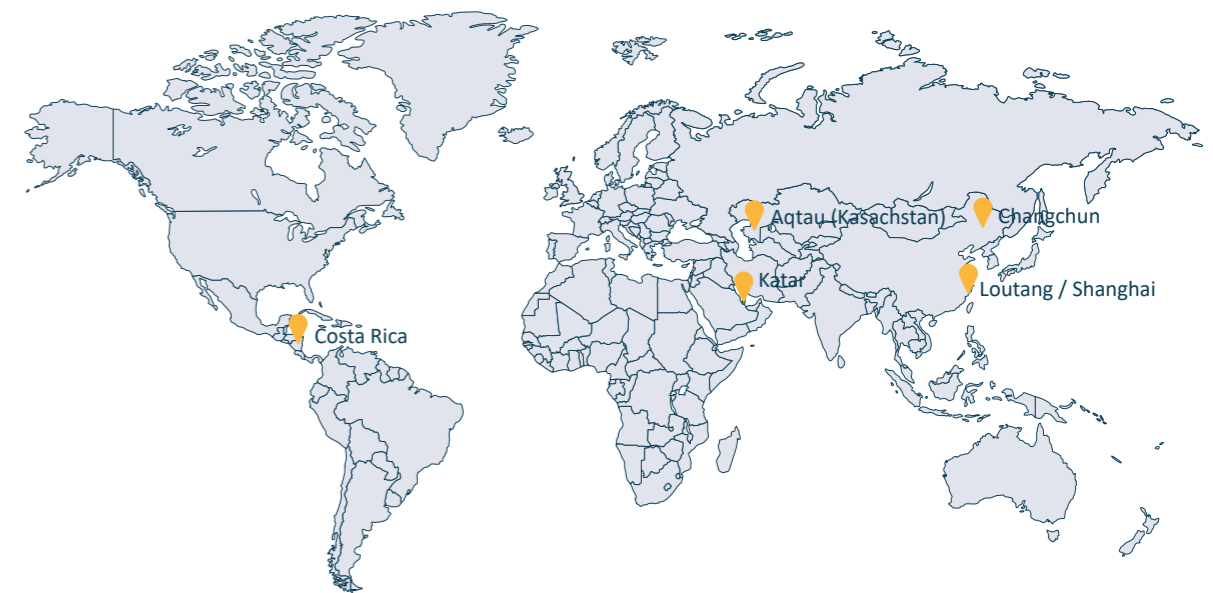 Aqtau (Kasachstan)
Changchun
Katar
Loutang / Shanghai
Costa Rica